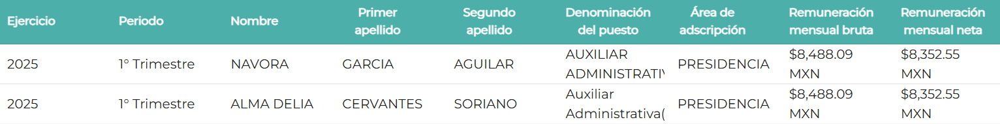 Ejercicio Periodo Nombre Primer apellido Segundo apellido Denominación del puesto Área de adscripción Remuneración mensual bruta Remuneración mensual neta
2025 1° Trimestre NAVORA GARCIA AGUILAR AUXILIAR PRESIDENCIA $8,488.09 MXN $8,352.55 MXN
2025 1° Trimestre ALMA DELIA CERVANTES SORIANO Auxiliar Administrativa( PRESIDENCIA $8,488.09 MXN $8,352.55 MXN